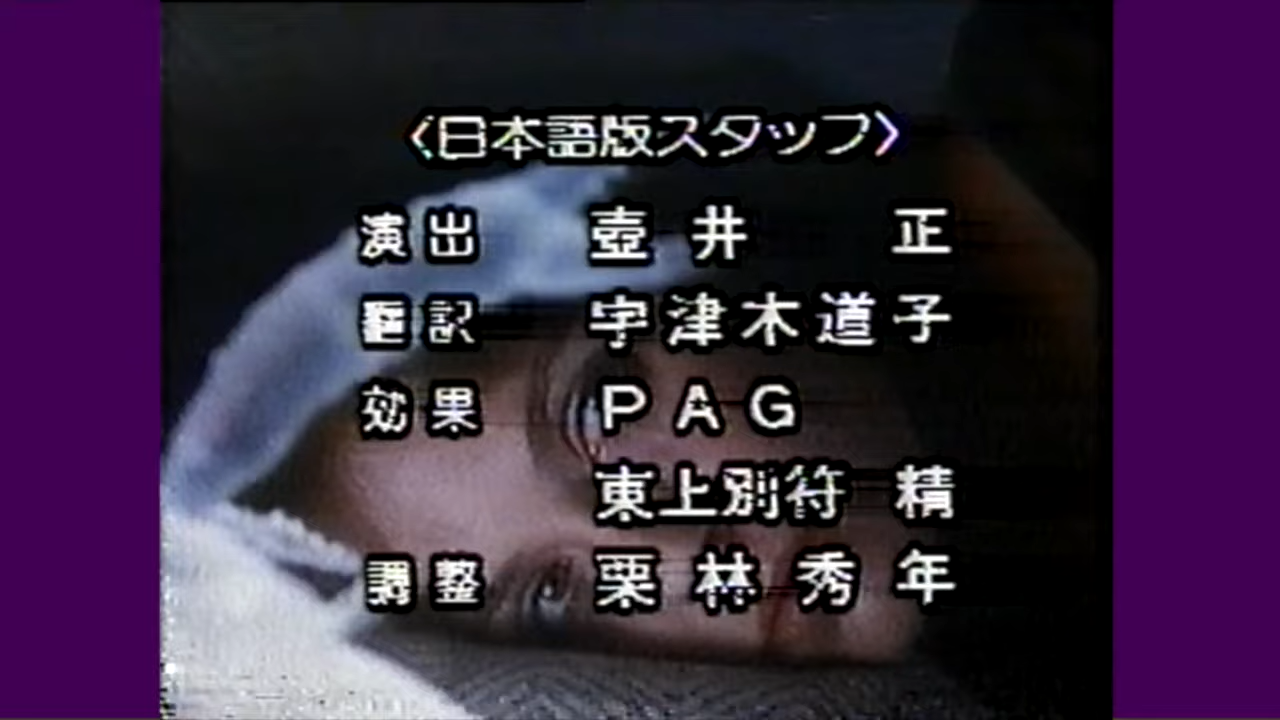 〈日本語版スタッフ〉
演出 壺井 正
翻訳 宇津木道子
効果 PAG
東上別符 精
調整 栗林秀年